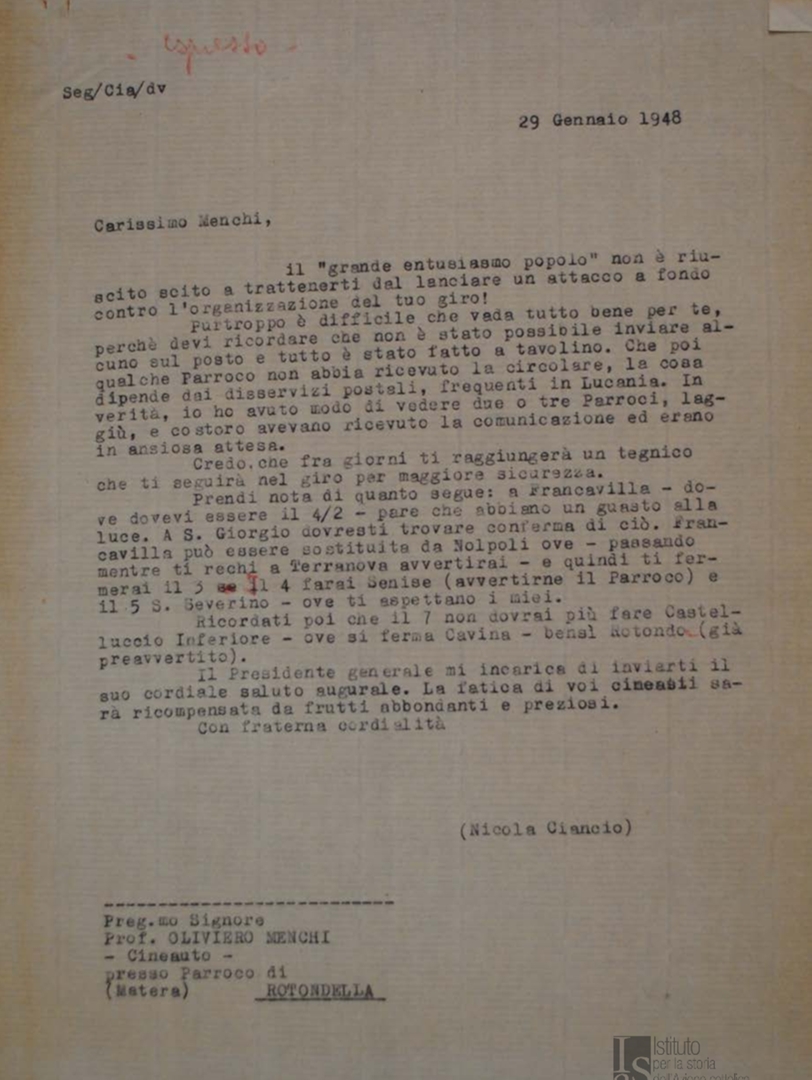 - espresso -
Seg/Cia/dv
29 Gennaio 1948
Carissimo Menchi,
il "grande entusiasmo popolo" non è riu-
scito scito a trattenerti dal lanciare un attacco a fondo
contro l'organizzazione del tuo giro!
Purtroppo è difficile che vada tutto bene per te,
perchè devi ricordare che non è stato possibile inviare al-
cuno sul posto e tutto è stato fatto a tavolino. Che poi
qualche Parroco non abbia ricevuto la circolare, la cosa
dipende dai disservizi postali, frequenti in Lucania. In
verità, io ho avuto modo di vedere due o tre Parroci, lag-
giù, e costoro avevano ricevuto la comunicazione ed erano
in ansiosa attesa.
Credo.che fra giorni ti raggiungerà un tegnico
che ti seguirà nel giro per maggiore sicurezza.
Prendi nota di quanto segue: a Francavilla - do-
ve dovevi essere il 4/2 - pare che abbiano un guasto alla
luce. A S. Giorgio dovresti trovare conferma di ciò. Fran-
cavilla può essere sostituita da Nolpoli ove - passando
mentre ti rechi a Terranova avvertirai - e quindi ti fer-
merai il 3 il 4 farai Senise (avvertirne il Parroco) e
il 5 S. Severino - ove ti aspettano i miei.
Ricordati poi che il 7 non dovrai più fare Castel-
luccio Inferiore - ove si ferma Cavina - bensì Rotondo (già
preavvertito).
Il Presidente generale mi incarica di inviarti il
suo cordiale saluto augurale. La fatica di voi cineasti sa-
rà ricompensata da frutti abbondanti e preziosi.
Con fraterna cordialità
(Nicola Ciancio)
Preg.mo Signore
Prof. OLIVIERO MENCHI
- Cineauto -
presso Parroco di
(Matera) ROTONDELLA
Istituto
per la storia
dell'Azione cattolica